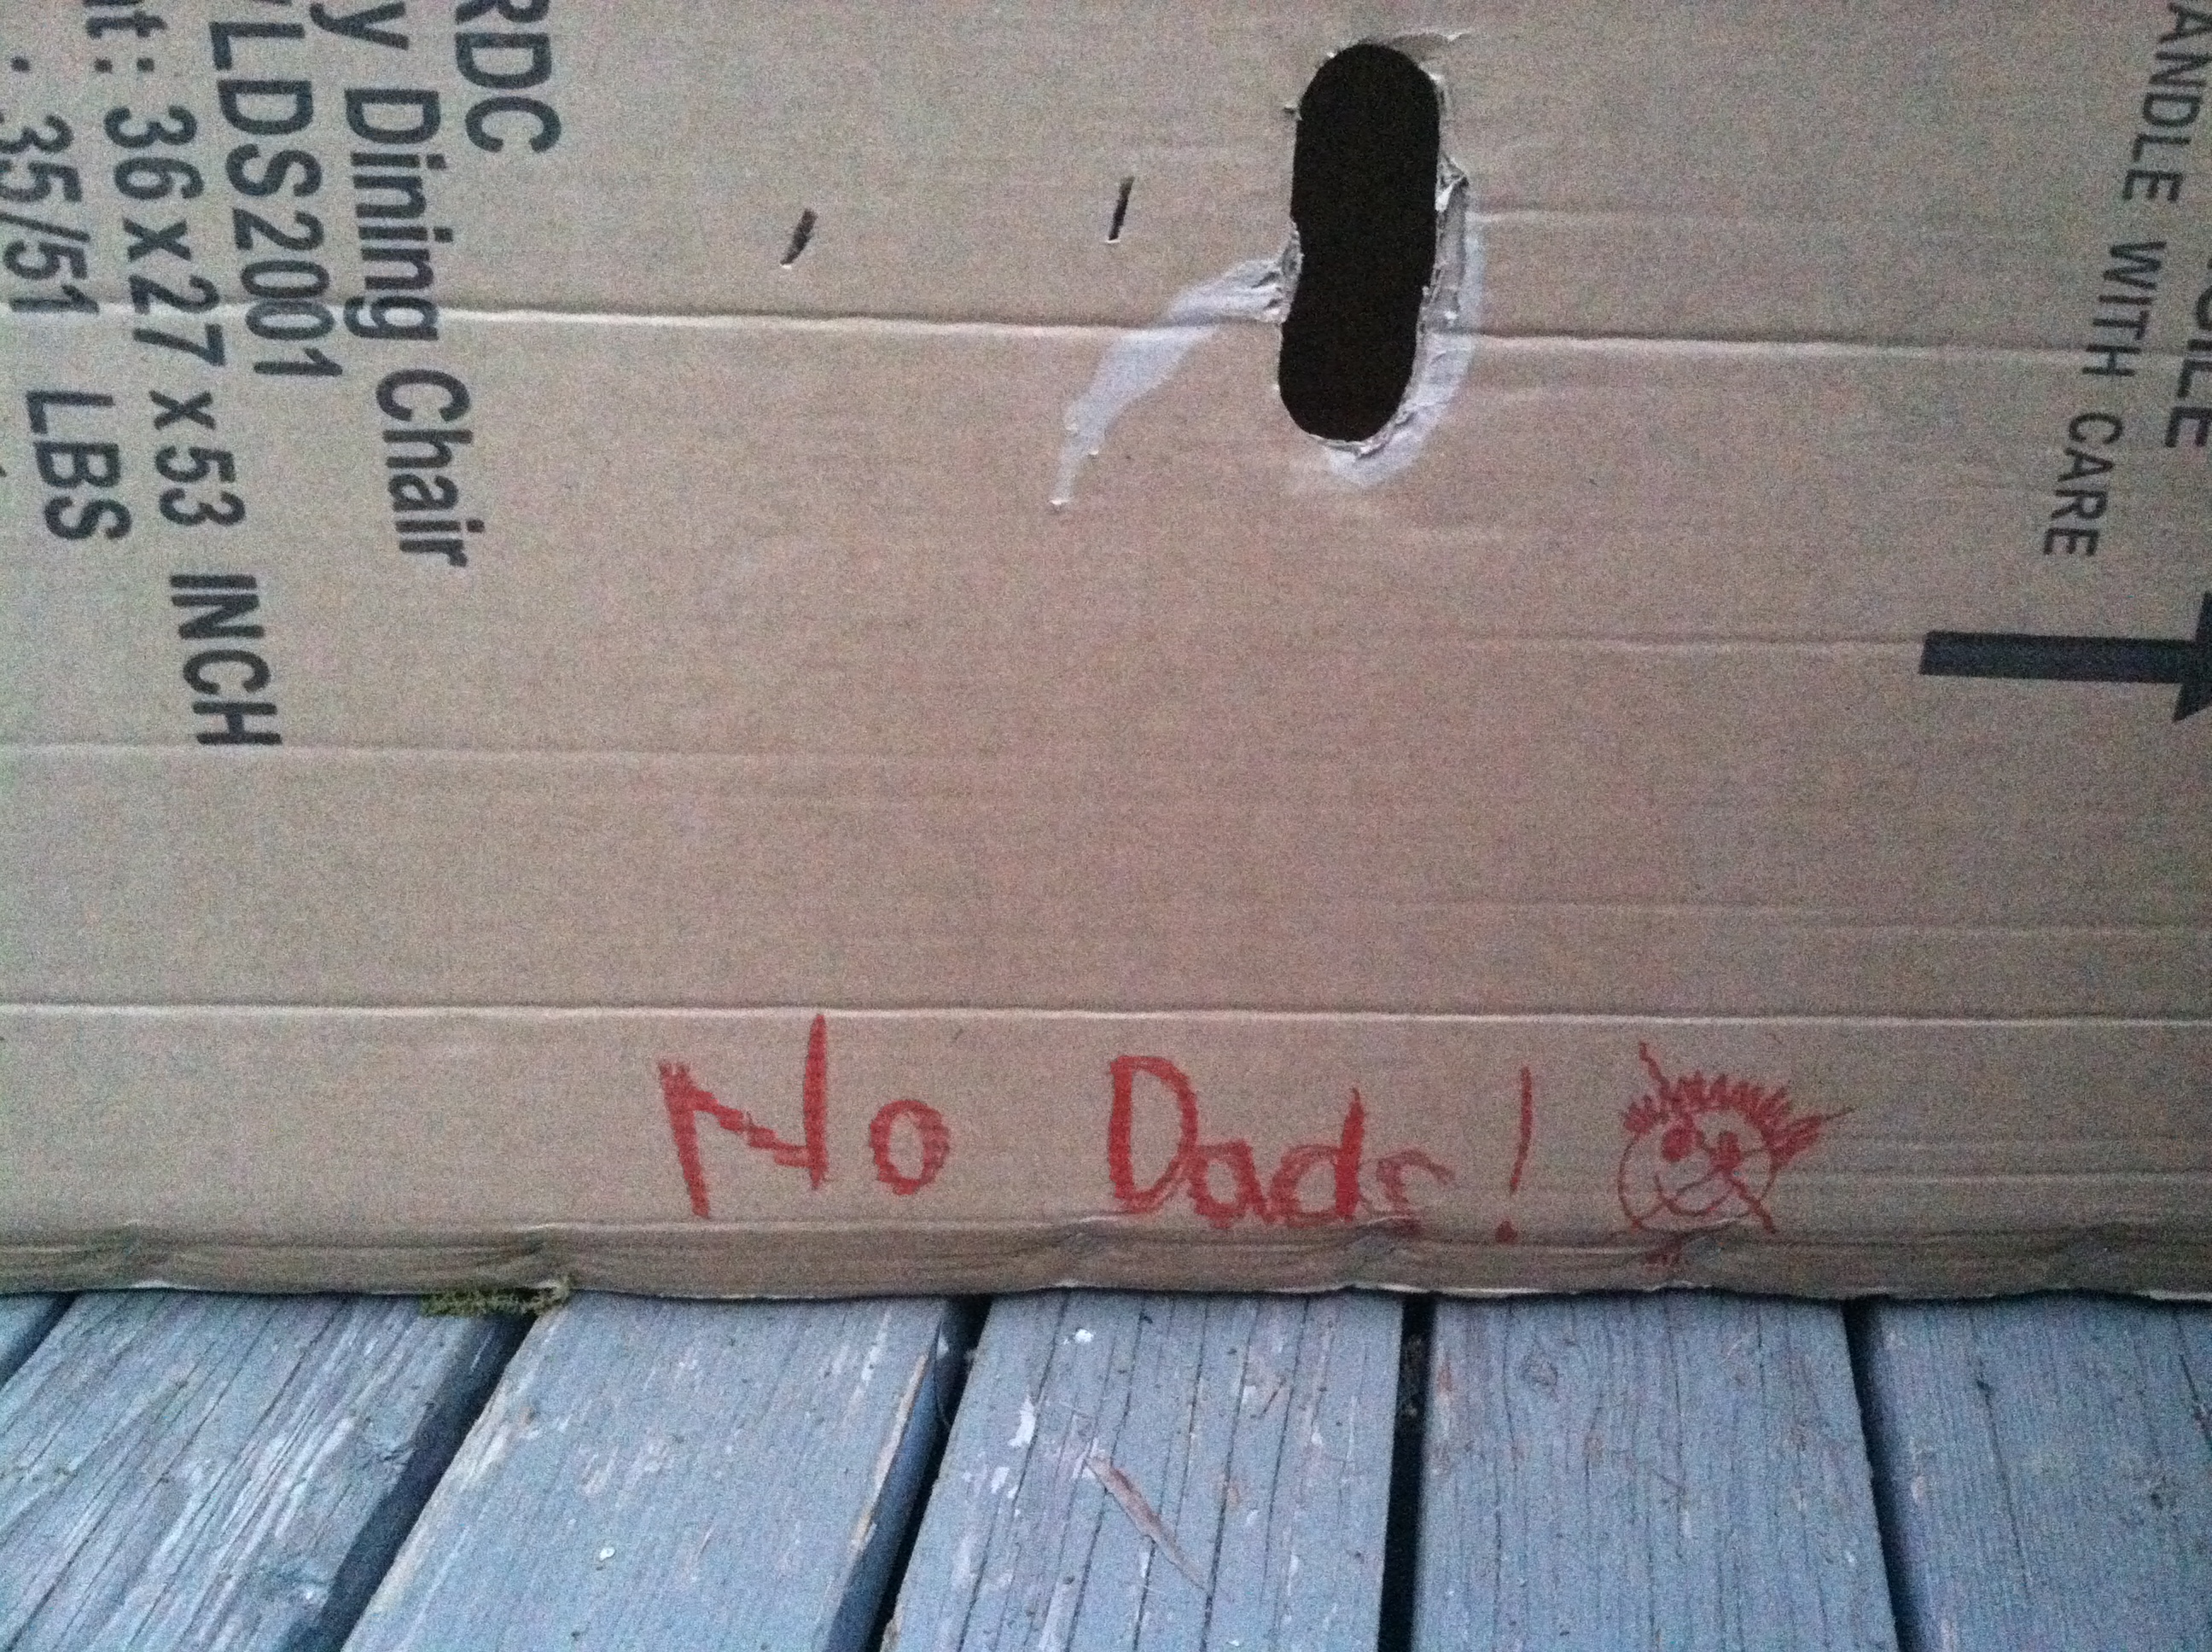 ANDLE WITH CARE
RDC
y Dining Chair
LDS2001
t: 36 x 27 x 53 INCH
: 35/51 LBS
No Dads!